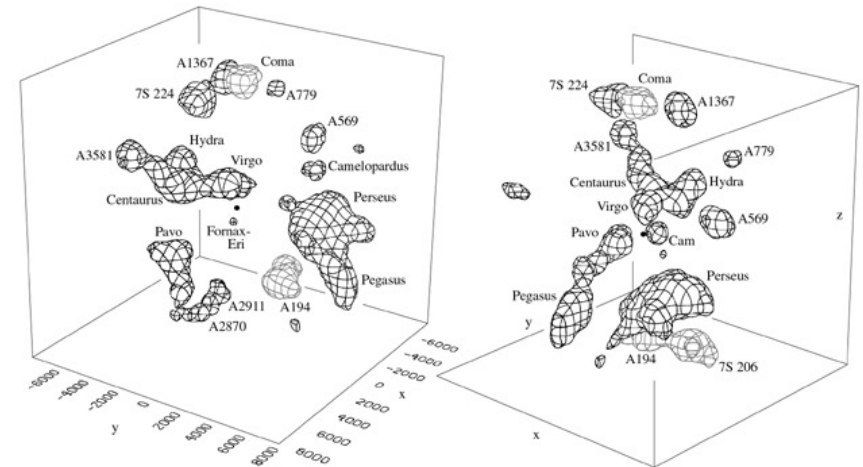 A1367
Coma
7S 224
A779
A569
Hydra
A3581
Virgo
Camelopardus
Centaurus
Perseus
Fornax-
Eri
Pavo
Pegasus
A2911
A194
A2870
-6000
-4000
-2000
0
2000
4000
6000
8000
y
-6000
-4000
-2000
0
2000
4000
6000
8000
x
7S 224
Coma
A1367
A3581
A779
Centaurus
Hydra
Virgo
A569
z
Pavo
Cam
Perseus
Pegasus
y
A194
7S 206
x